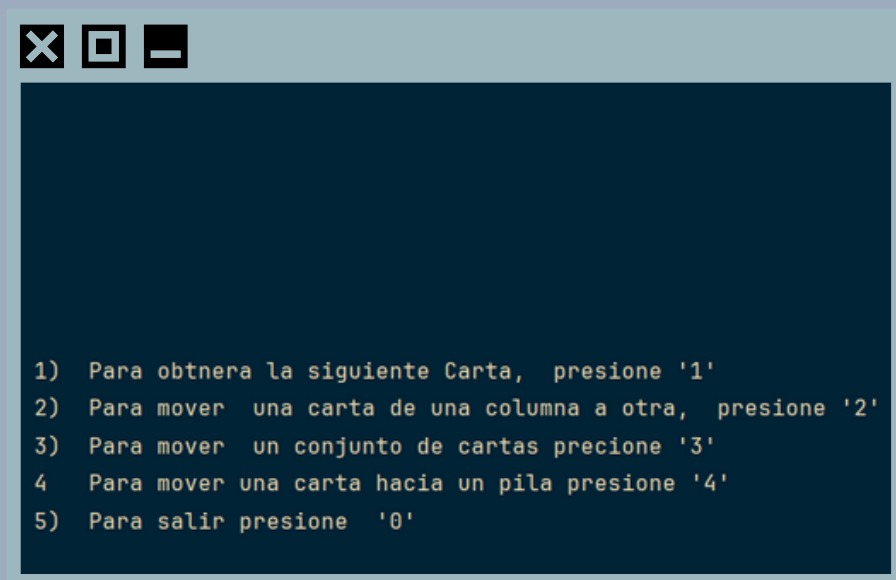 1)  Para obtnera la siguiente Carta,  presione '1'
2)  Para mover  una carta de una columna a otra,  presione '2'
3)  Para mover  un conjunto de cartas precione '3'
4   Para mover una carta hacia un pila presione '4'
5)  Para salir presione  '0'